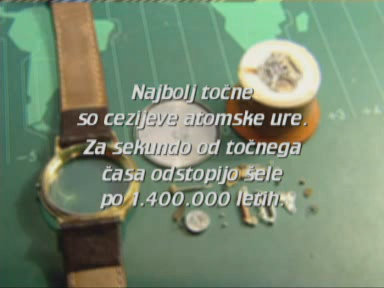 Najbolj točne
so cezijeve atomske ure.
Za sekundo od točnega
časa odstopijo šele
po 1.400.000 letih.